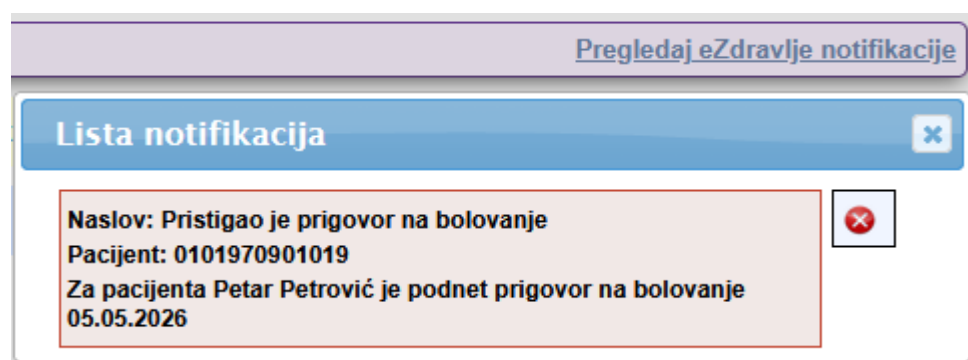 Pregledaj eZdravlje notifikacije
Lista notifikacija
Naslov: Pristigao je prigovor na bolovanje
Pacijent: 0101970901019
Za pacijenta Petar Petrović je podnet prigovor na bolovanje
05.05.2026